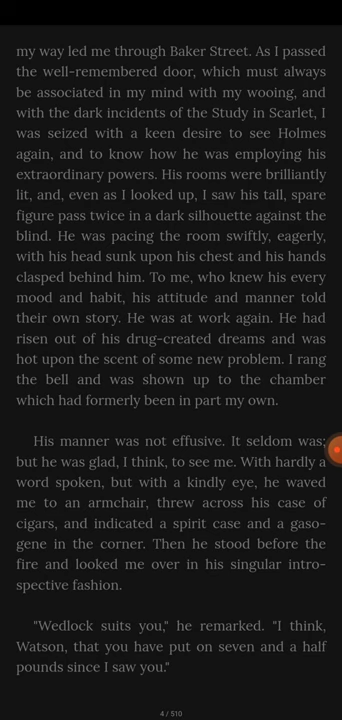 my way led me through Baker Street. As I passed
the well-remembered door, which must always
be associated in my mind with my wooing, and
with the dark incidents of the Study in Scarlet, I
was seized with a keen desire to see Holmes
again, and to know how he was employing his
extraordinary powers. His rooms were brilliantly
lit, and, even as I looked up, I saw his tall, spare
figure pass twice in a dark silhouette against the
blind. He was pacing the room swiftly, eagerly,
with his head sunk upon his chest and his hands
clasped behind him. To me, who knew his every
mood and habit, his attitude and manner told
their own story. He was at work again. He had
risen out of his drug-created dreams and was
hot upon the scent of some new problem. I rang
the bell and was shown up to the chamber
which had formerly been in part my own.
His manner was not effusive. It seldom was;
but he was glad, I think, to see me. With hardly a
word spoken, but with a kindly eye, he waved
me to an armchair, threw across his case of
cigars, and indicated a spirit case and a gaso-
gene in the corner. Then he stood before the
fire and looked me over in his singular intro-
spective fashion.
"Wedlock suits you," he remarked. "I think,
Watson, that you have put on seven and a half
pounds since I saw you."
4 / 510